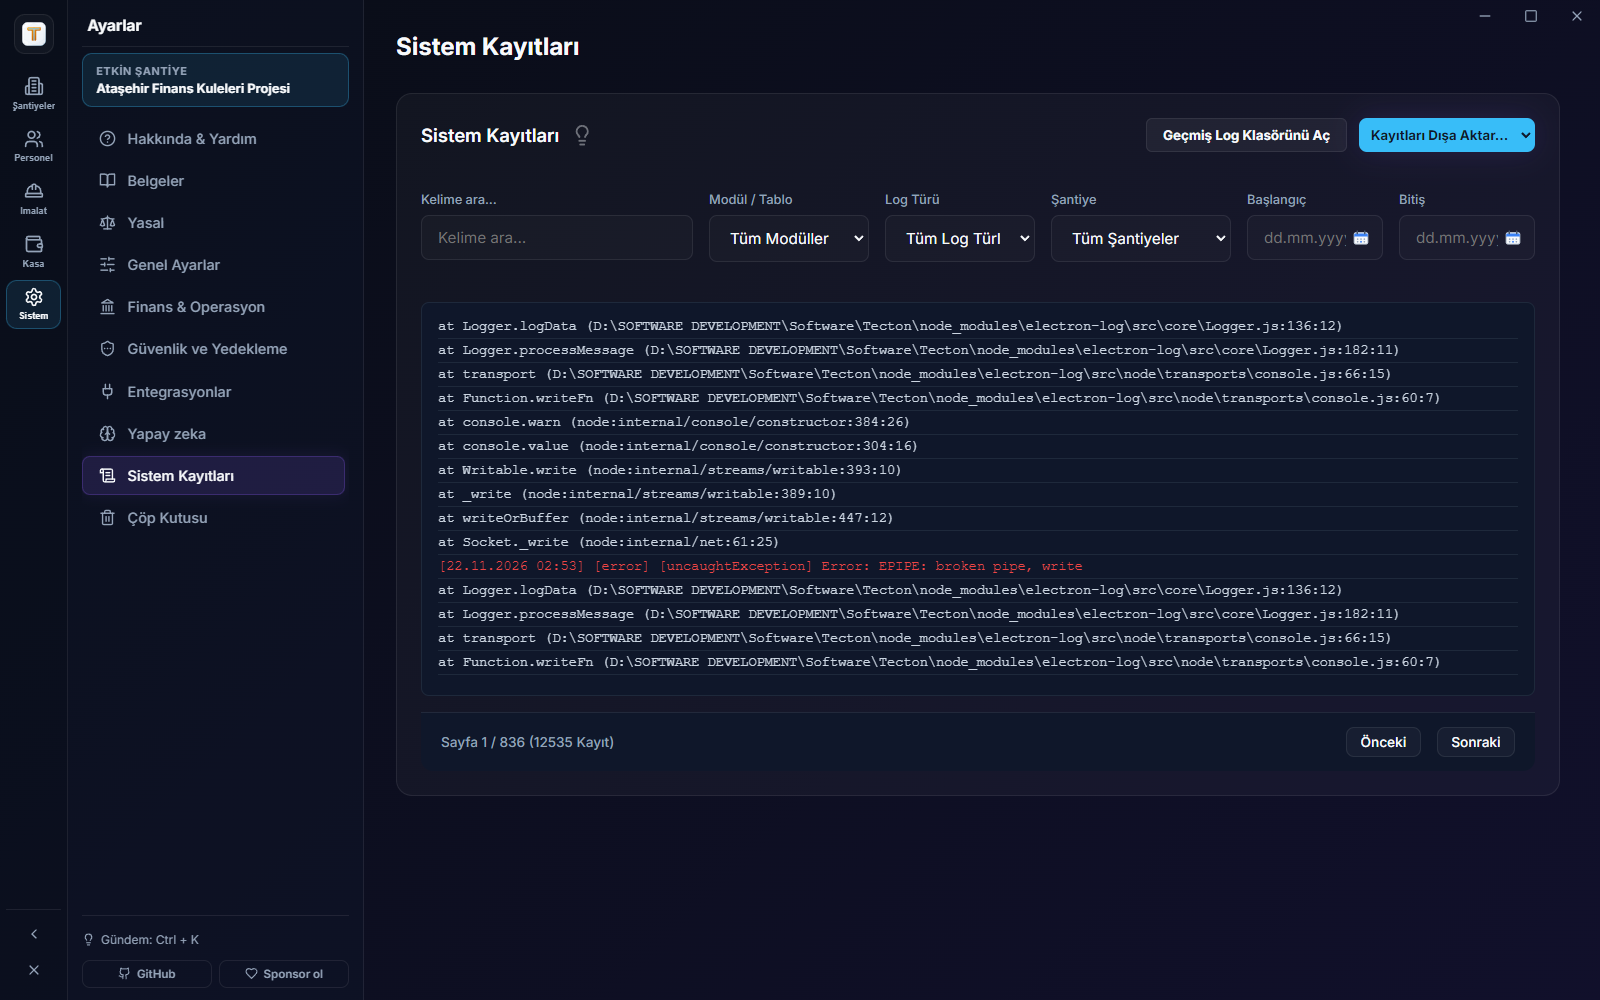 T
Şantiyeler
Personel
Imalat
Kasa
Sistem
Ayarlar
ETKİN ŞANTİYE
Ataşehir Finans Kuleleri Projesi
Hakkında & Yardım
Belgeler
Yasal
Genel Ayarlar
Finans & Operasyon
Güvenlik ve Yedekleme
Entegrasyonlar
Yapay zeka
Sistem Kayıtları
Çöp Kutusu
Gündem: Ctrl + K
GitHub
Sponsor ol
Sistem Kayıtları
Sistem Kayıtları
Geçmiş Log Klasörünü Aç
Kayıtları Dışa Aktar...
Kelime ara...
Modül / Tablo
Log Türü
Şantiye
Başlangıç
Bitiş
Kelime ara...
Tüm Modüller
Tüm Log Türl
Tüm Şantiyeler
dd.mm.yyy
dd.mm.yyy
at Logger.logData (D:\SOFTWARE DEVELOPMENT\Software\Tecton\node_modules\electron-log\src\core\Logger.js:136:12)
at Logger.processMessage (D:\SOFTWARE DEVELOPMENT\Software\Tecton\node_modules\electron-log\src\core\Logger.js:182:11)
at transport (D:\SOFTWARE DEVELOPMENT\Software\Tecton\node_modules\electron-log\src\node\transports\console.js:66:15)
at Function.writeFn (D:\SOFTWARE DEVELOPMENT\Software\Tecton\node_modules\electron-log\src\node\transports\console.js:60:7)
at console.warn (node:internal/console/constructor:384:26)
at console.value (node:internal/console/constructor:304:16)
at Writable.write (node:internal/streams/writable:393:10)
at _write (node:internal/streams/writable:389:10)
at writeOrBuffer (node:internal/streams/writable:447:12)
at Socket._write (node:internal/net:61:25)
[22.11.2026 02:53] [error] [uncaughtException] Error: EPIPE: broken pipe, write
at Logger.logData (D:\SOFTWARE DEVELOPMENT\Software\Tecton\node_modules\electron-log\src\core\Logger.js:136:12)
at Logger.processMessage (D:\SOFTWARE DEVELOPMENT\Software\Tecton\node_modules\electron-log\src\core\Logger.js:182:11)
at transport (D:\SOFTWARE DEVELOPMENT\Software\Tecton\node_modules\electron-log\src\node\transports\console.js:66:15)
at Function.writeFn (D:\SOFTWARE DEVELOPMENT\Software\Tecton\node_modules\electron-log\src\node\transports\console.js:60:7)
Sayfa 1 / 836 (12535 Kayıt)
Önceki
Sonraki